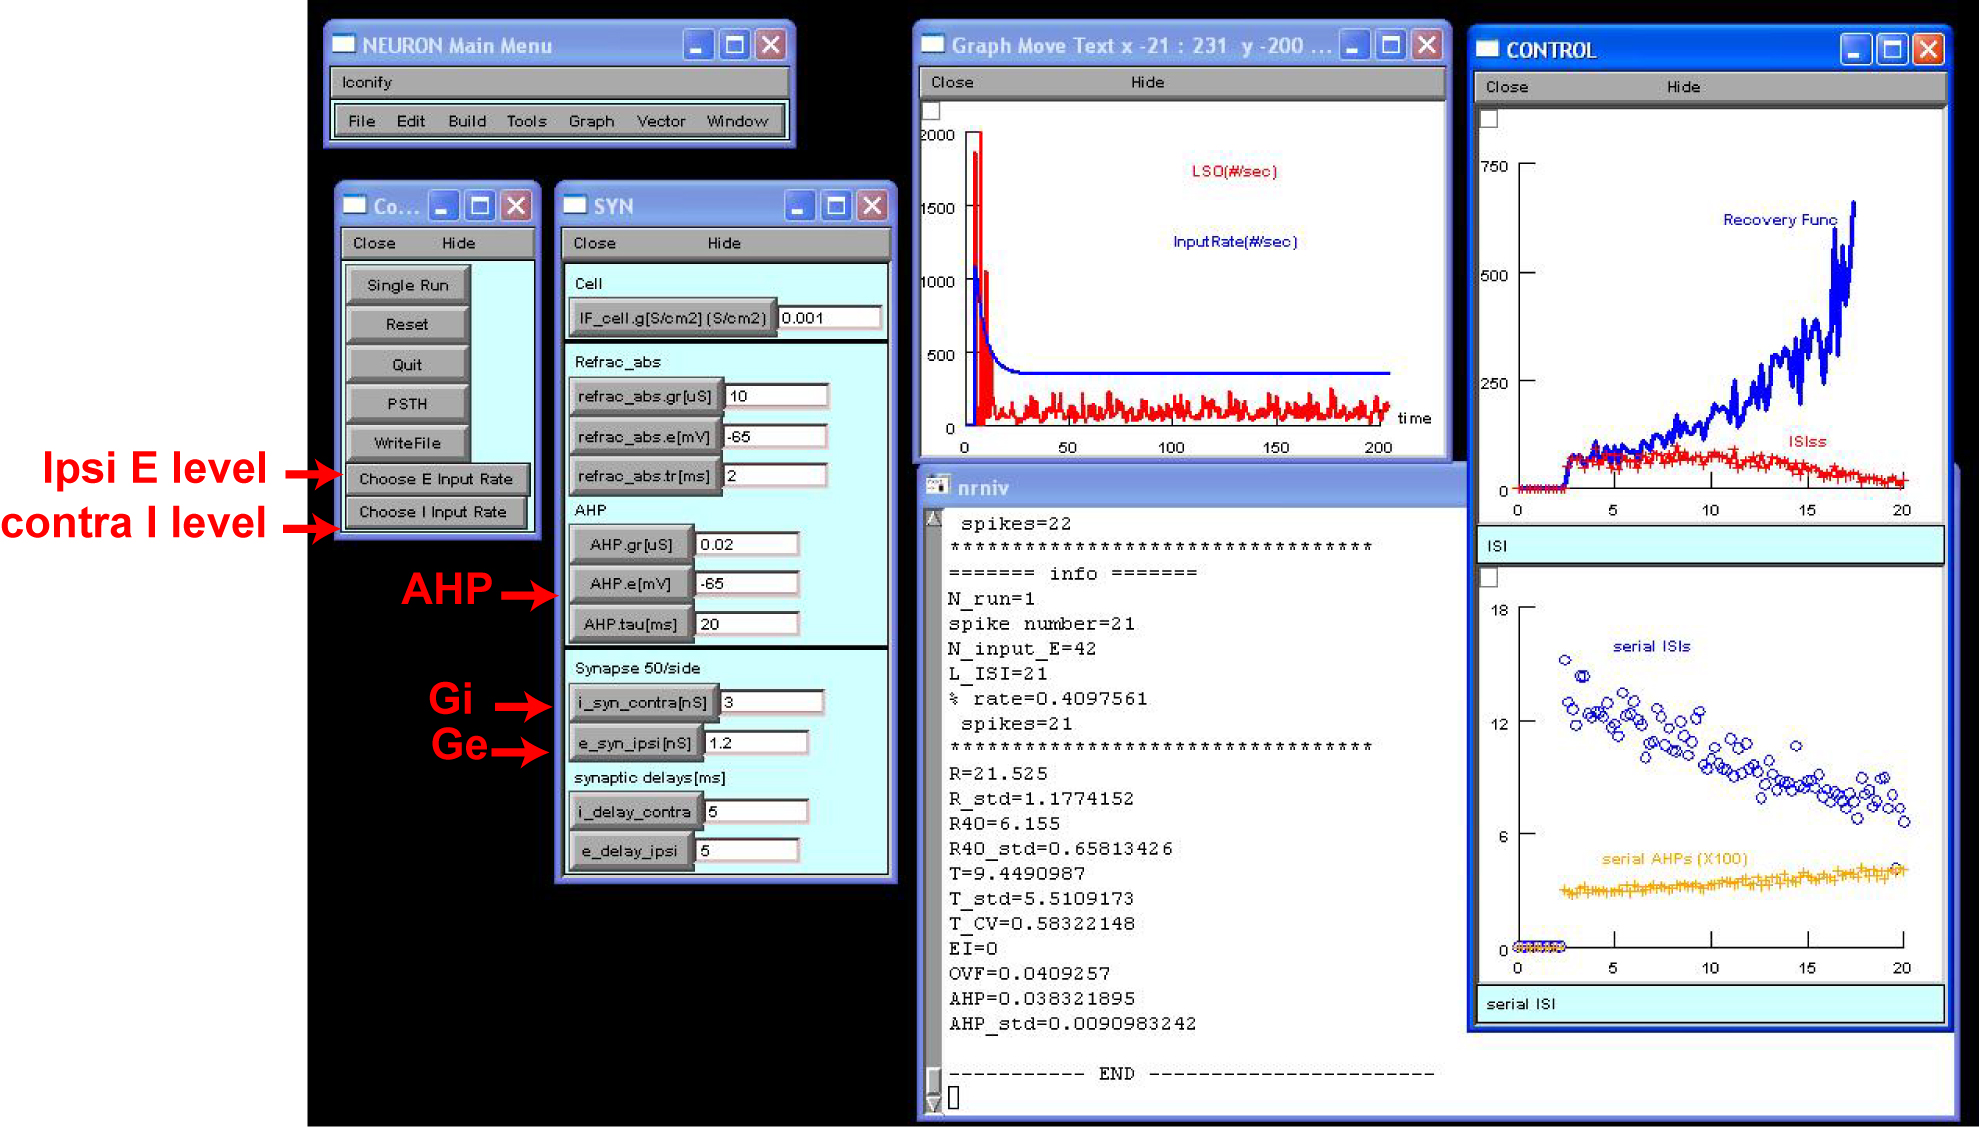 NEURON Main Menu
Iconify
File Edit Build Tools Graph Vector Window
Co...
Close Hide
Single Run
Reset
Quit
PSTH
WriteFile
Choose E Input Rate
Choose I Input Rate
Ipsi E level
contra I level
AHP
Gi
Ge
SYN
Close Hide
Cell
IF_cell.g[S/cm2] (S/cm2) 0.001
Refrac_abs
refrac_abs.gr[uS] 10
refrac_abs.e[mV] -65
refrac_abs.tr[ms] 2
AHP
AHP.gr[uS] 0.02
AHP.e[mV] -65
AHP.tau[ms] 20
Synapse 50/side
i_syn_contra[nS] 3
e_syn_ipsi[nS] 1.2
synaptic delays[ms]
i_delay_contra 5
e_delay_ipsi 5
Graph Move Text x -21 : 231 y -200 ...
Close Hide
2000
1500
1000
500
0
LSO(#/sec)
InputRate(#/sec)
time
0 50 100 150 200
nrniv
spikes=22
**********************************
======= info =======
N_run=1
spike number=21
N_input_E=42
L_ISI=21
% rate=0.4097561
spikes=21
**********************************
R=21.525
R_std=1.1774152
R40=6.155
R40_std=0.65813426
T=9.4490987
T_std=5.5109173
T_CV=0.58322148
EI=0
OVF=0.0409257
AHP=0.038321895
AHP_std=0.0090983242
----------- END -----------------------
CONTROL
Close Hide
750
500
250
0
Recovery Func
ISIss
0 5 10 15 20
ISI
18
12
6
0
serial ISIs
serial AHPs (X100)
0 5 10 15 20
serial ISI